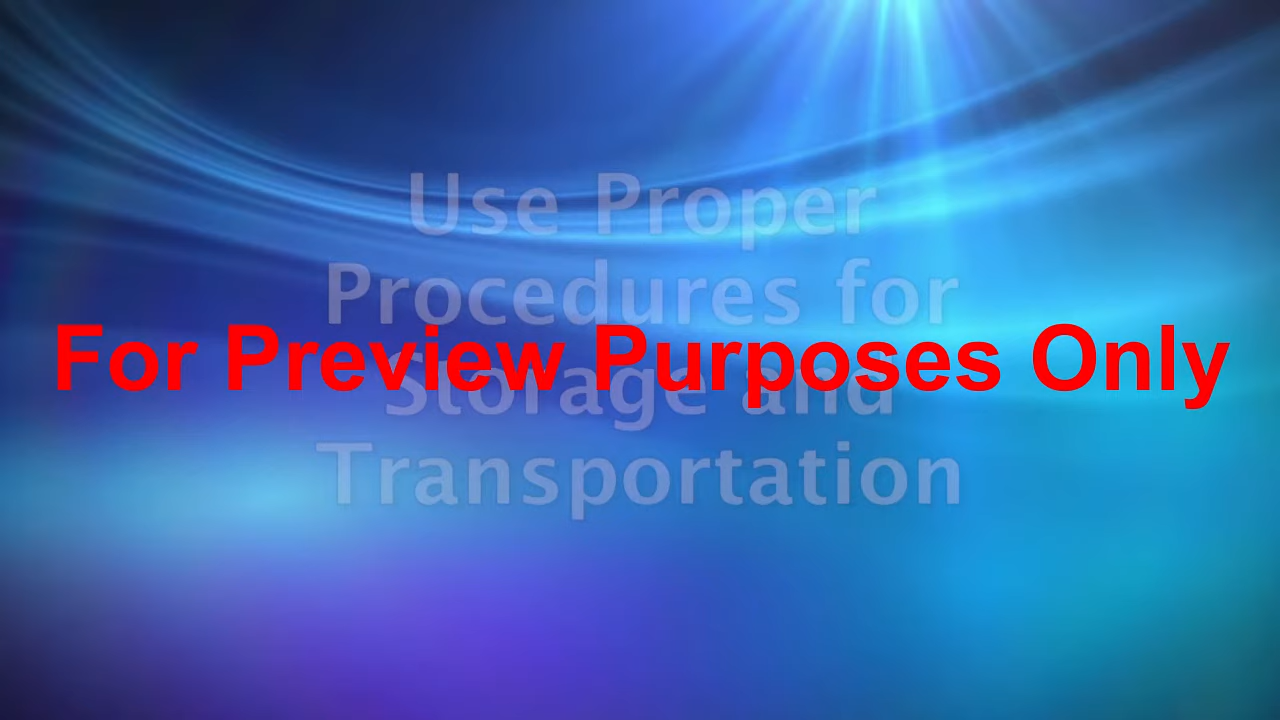 Use Proper
Procedures for
For Preview Purposes Only
Storage and
Transportation